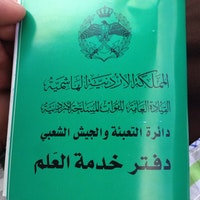 المملكة الأردنية الهاشمية
القيادة العامة للقوات المسلحة الأردنية
دائرة التعبئة والجيش الشعبي
دفتر خدمة العلم